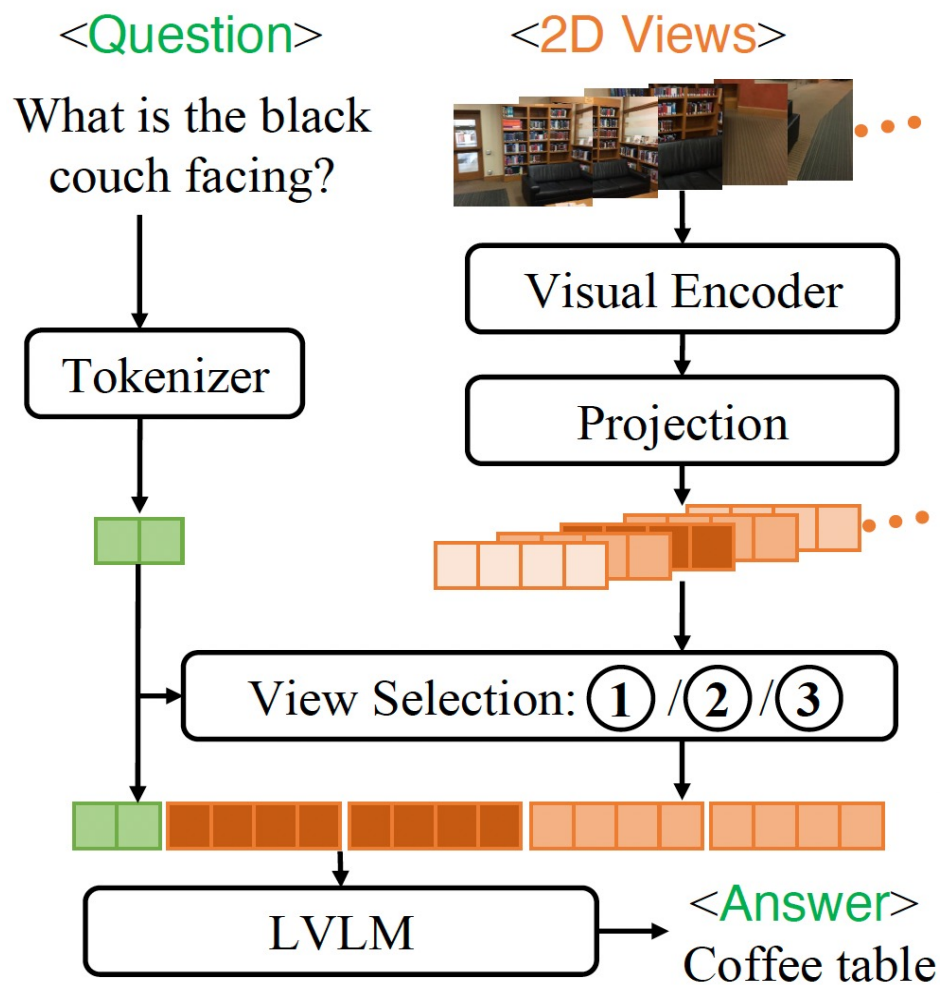 <Question>
What is the black
couch facing?
Tokenizer
<2D Views>
Visual Encoder
Projection
View Selection: 1 / 2 / 3
LVLM
<Answer>
Coffee table